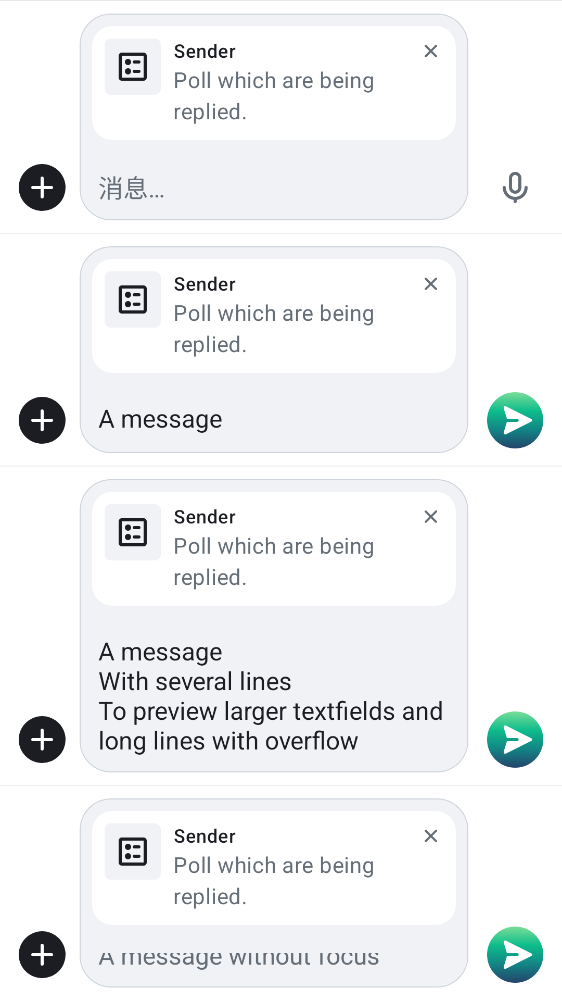 Sender
Poll which are being
replied.
消息…
Sender
Poll which are being
replied.
A message
Sender
Poll which are being
replied.
A message
With several lines
To preview larger textfields and
long lines with overflow
Sender
Poll which are being
replied.
A message without focus